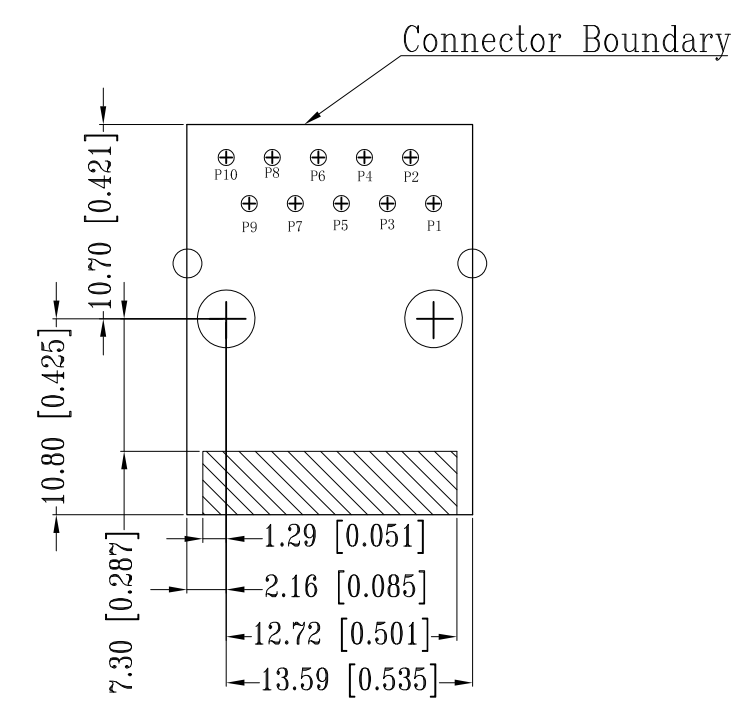 Connector Boundary
P10 P8 P6 P4 P2
P9 P7 P5 P3 P1
10.70 [0.421]
10.80 [0.425]
7.30 [0.287]
1.29 [0.051]
2.16 [0.085]
12.72 [0.501]
13.59 [0.535]